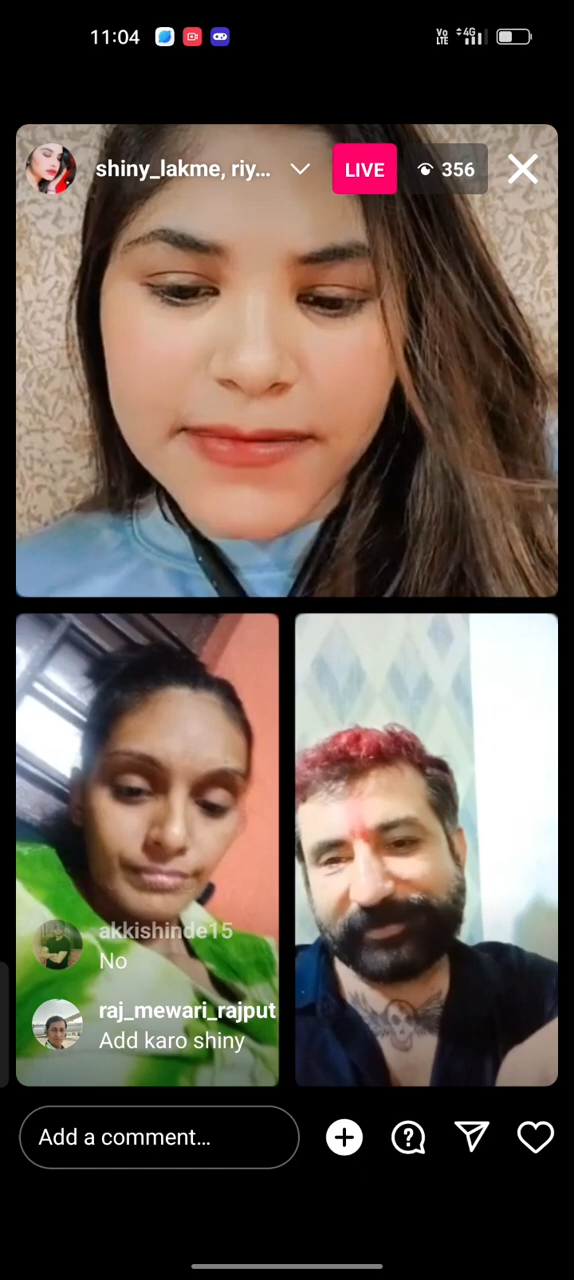 11:04
Vo
LTE
4G
shiny_lakme, riy...
LIVE
356
akkishinde15
No
raj_mewari_rajput
Add karo shiny
Add a comment...